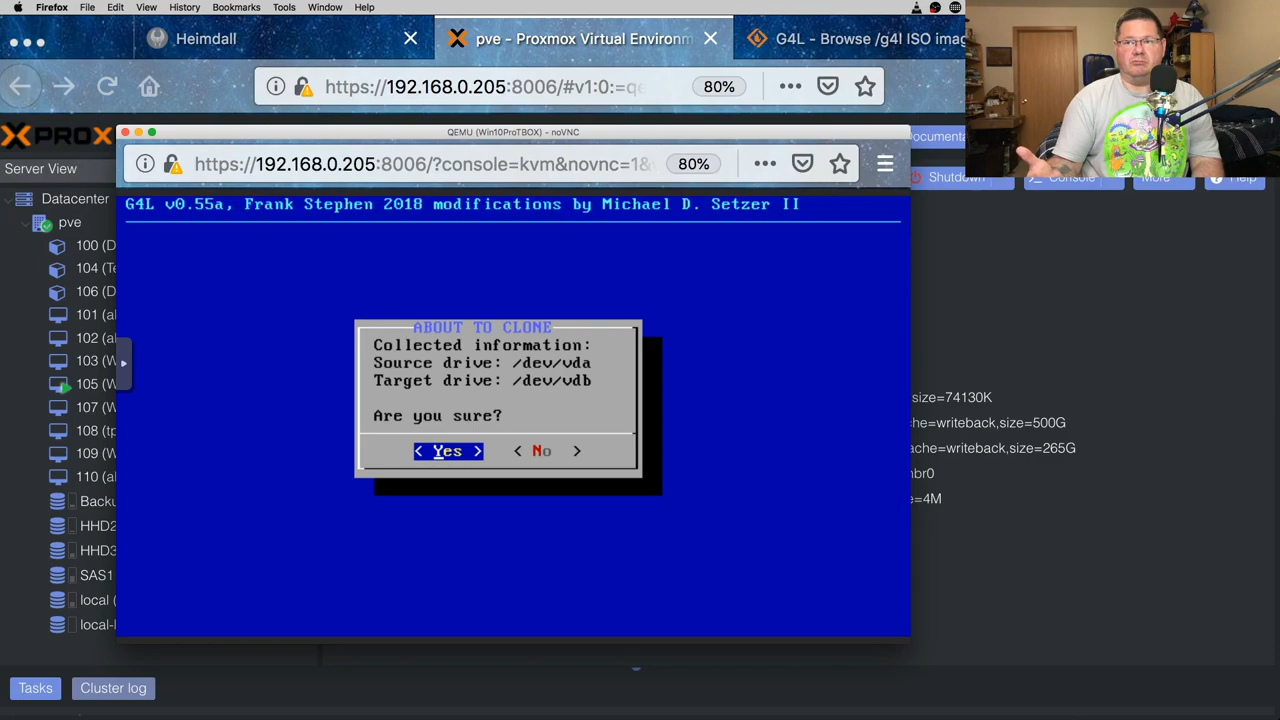 Firefox File Edit View History Bookmarks Tools Window Help
Heimdall
pve - Proxmox Virtual Environm
G4L - Browse /g4l ISO imag
https://192.168.0.205:8006/#v1:0:=qe
80%
XPROX
QEMU (Win10ProTBOX) - noVNC
Documenta
https://192.168.0.205:8006/?console=kvm&novnc=1&
80%
Server View
Shutdown
Console
More
Help
Datacenter
pve
100 (D
104 (Te
106 (D
101 (al
102 (al
103 (W
105 (W
107 (W
108 (tp
109 (W
110 (al
Backu
HHD2
HHD3
SAS1
local (
local-l
G4L v0.55a, Frank Stephen 2018 modifications by Michael D. Setzer II
ABOUT TO CLONE
Collected information:
Source drive: /dev/vda
Target drive: /dev/vdb
Are you sure?
< Yes > < No >
size=74130K
che=writeback,size=500G
ache=writeback,size=265G
nbr0
e=4M
Tasks
Cluster log